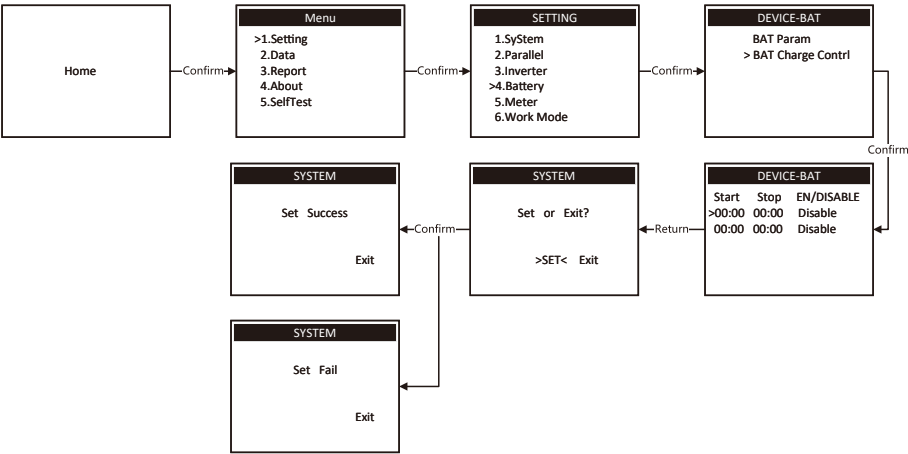 Home
Confirm
Menu
>1.Setting
2.Data
3.Report
4.About
5.SelfTest
Confirm
SETTING
1.SyStem
2.Parallel
3.Inverter
>4.Battery
5.Meter
6.Work Mode
Confirm
DEVICE-BAT
BAT Param
> BAT Charge Contrl
Confirm
DEVICE-BAT
Start Stop EN/DISABLE
>00:00 00:00 Disable
00:00 00:00 Disable
Return
SYSTEM
Set or Exit?
>SET< Exit
Confirm
SYSTEM
Set Success
Exit
SYSTEM
Set Fail
Exit